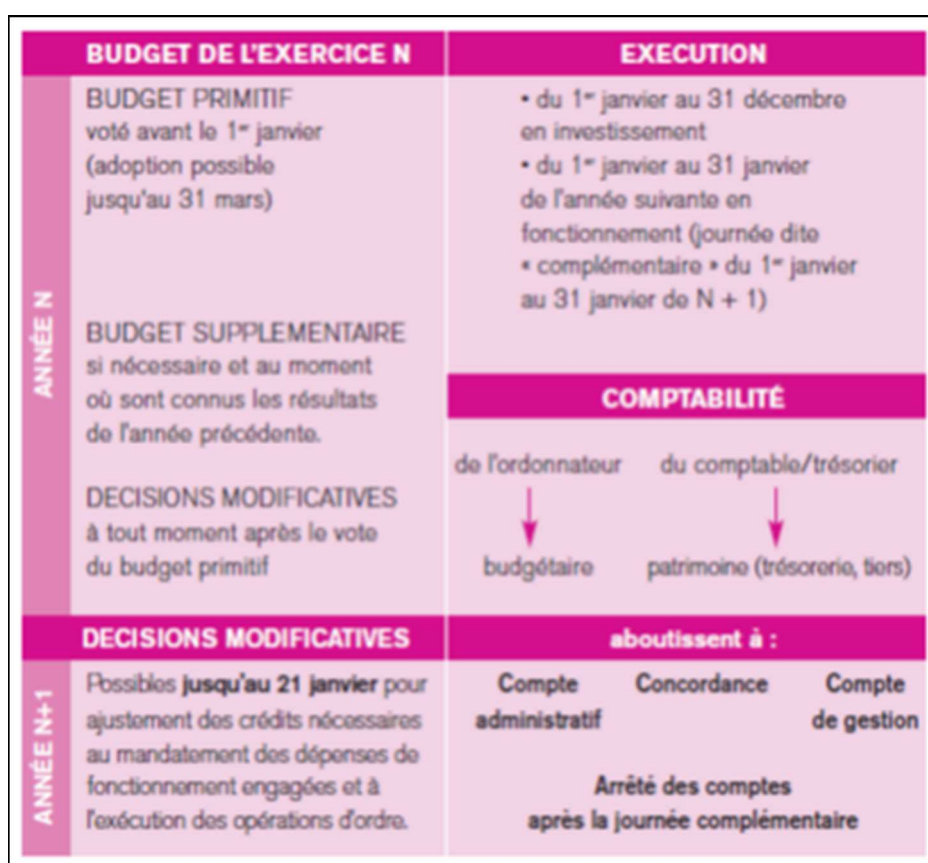 BUDGET DE L'EXERCICE N
BUDGET PRIMITIF
voté avant le 1er janvier
(adoption possible
jusqu'au 31 mars)
BUDGET SUPPLEMENTAIRE
si nécessaire et au moment
où sont connus les résultats
de l'année précédente.
DECISIONS MODIFICATIVES
à tout moment après le vote
du budget primitif
ANNÉE N
EXECUTION
• du 1er janvier au 31 décembre
en investissement
• du 1er janvier au 31 janvier
de l'année suivante en
fonctionnement (journée dite
« complémentaire » du 1er janvier
au 31 janvier de N + 1)
COMPTABILITÉ
de l'ordonnateur du comptable/trésorier
budgétaire patrimoine (trésorerie, tiers)
DECISIONS MODIFICATIVES
ANNÉE N+1
Possibles jusqu'au 21 janvier pour
ajustement des crédits nécessaires
au mandatement des dépenses de
fonctionnement engagées et à
l'exécution des opérations d'ordre.
aboutissent à :
Compte Concordance Compte
administratif de gestion
Arrêté des comptes
après la journée complémentaire